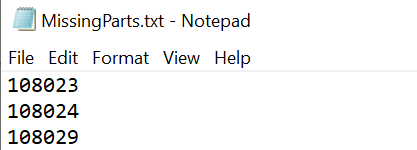 MissingParts.txt - Notepad
File Edit Format View Help
108023
108024
108029